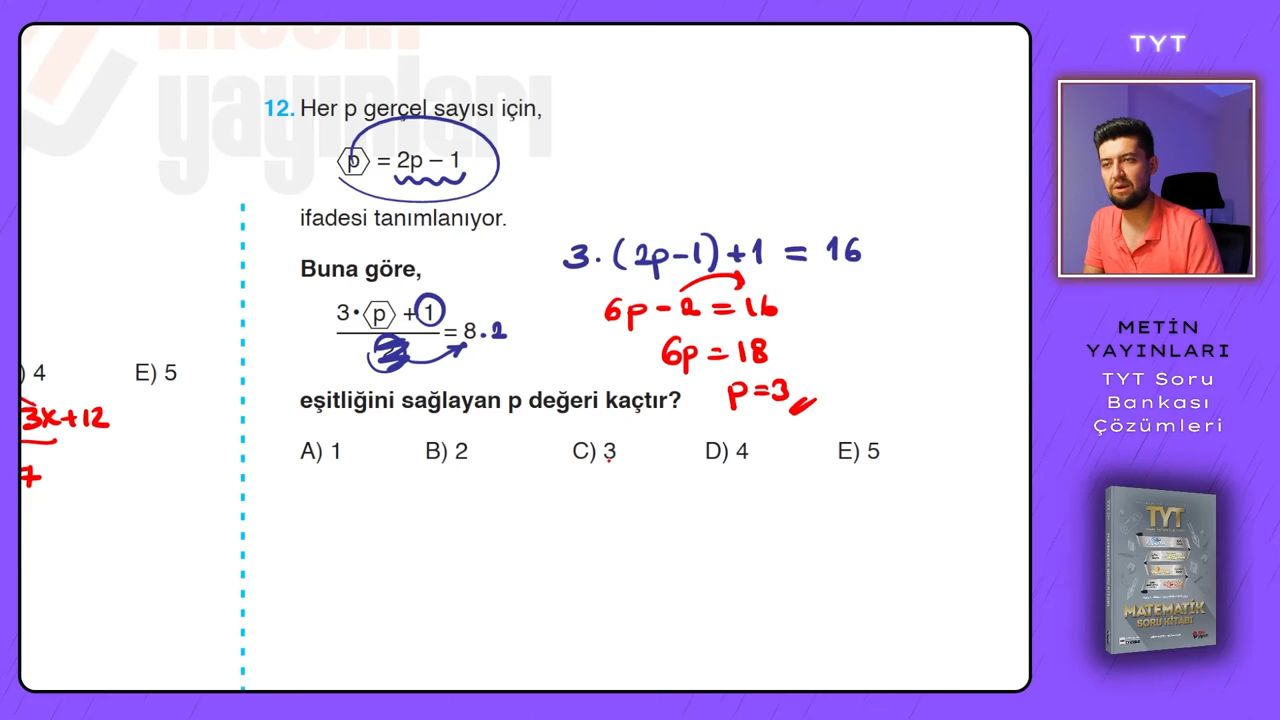 yayınları
12. Her p gerçel sayısı için,
p = 2p – 1
ifadesi tanımlanıyor.
Buna göre,
3 · p + 1
= 8 . 2
3 . (2p – 1) + 1 = 16
6p – 2 = 16
6p = 18
p = 3
eşitliğini sağlayan p değeri kaçtır?
A) 1 B) 2 C) 3 D) 4 E) 5
) 4 E) 5
3x + 12
7
TYT
METİN
YAYINLARI
TYT Soru
Bankası
Çözümleri
TYT
MATEMATİK
SORU KİTABI